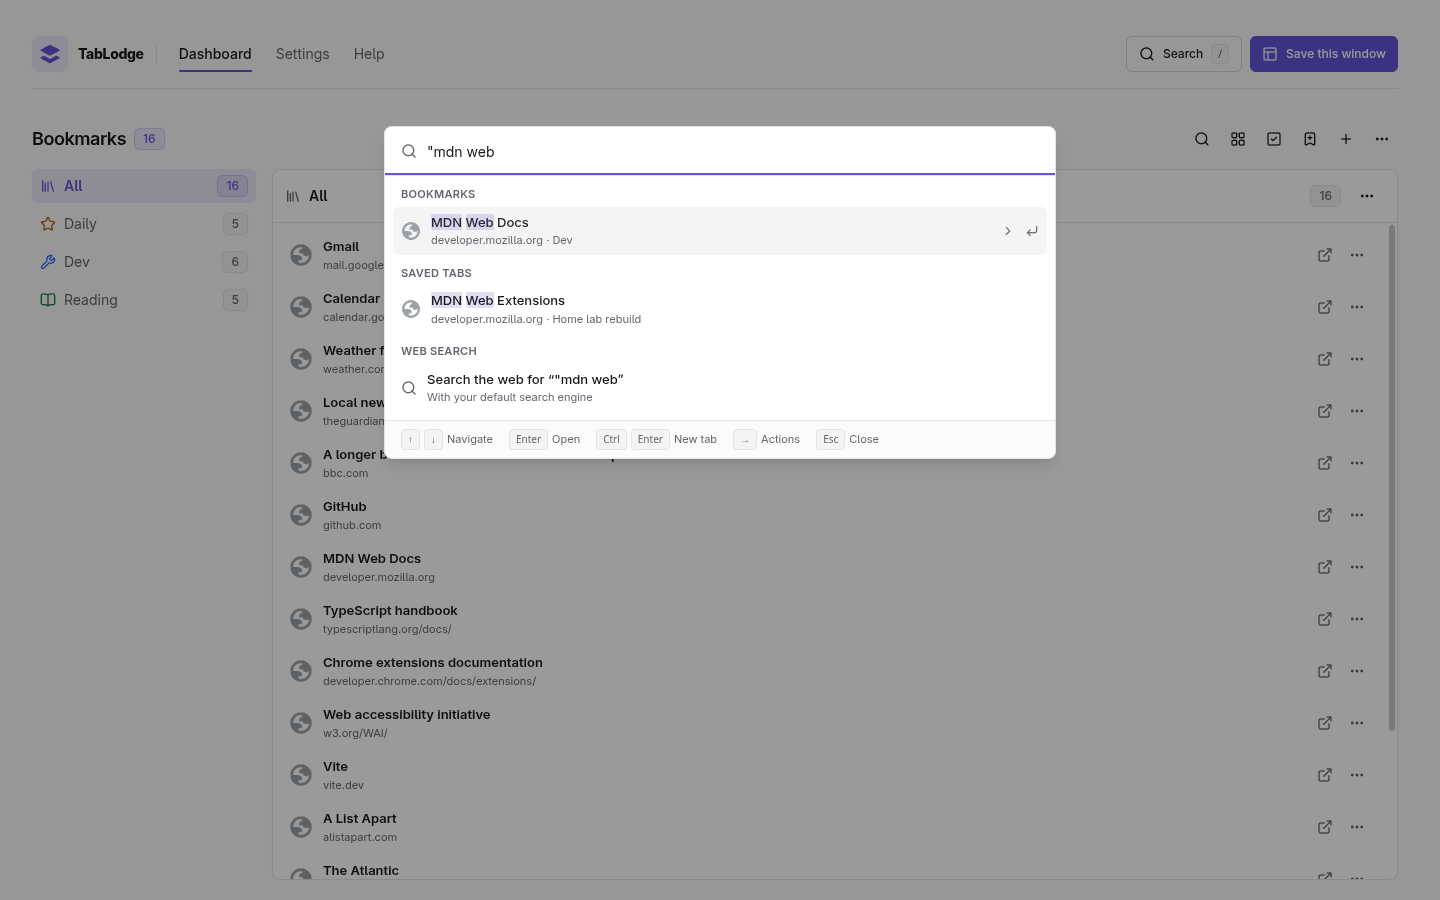 TabLodge
Dashboard
Settings
Help
Search /
Save this window
Bookmarks 16
All 16
Daily 5
Dev 6
Reading 5
All
16
"mdn web
BOOKMARKS
MDN Web Docs
developer.mozilla.org · Dev
SAVED TABS
MDN Web Extensions
developer.mozilla.org · Home lab rebuild
WEB SEARCH
Search the web for “"mdn web”
With your default search engine
↑ ↓ Navigate Enter Open Ctrl Enter New tab → Actions Esc Close
Gmail
mail.google
Calendar
calendar.go
Weather f
weather.co
Local new
theguardian
A longer b
bbc.com
GitHub
github.com
MDN Web Docs
developer.mozilla.org
TypeScript handbook
typescriptlang.org/docs/
Chrome extensions documentation
developer.chrome.com/docs/extensions/
Web accessibility initiative
w3.org/WAI/
Vite
vite.dev
A List Apart
alistapart.com
The Atlantic